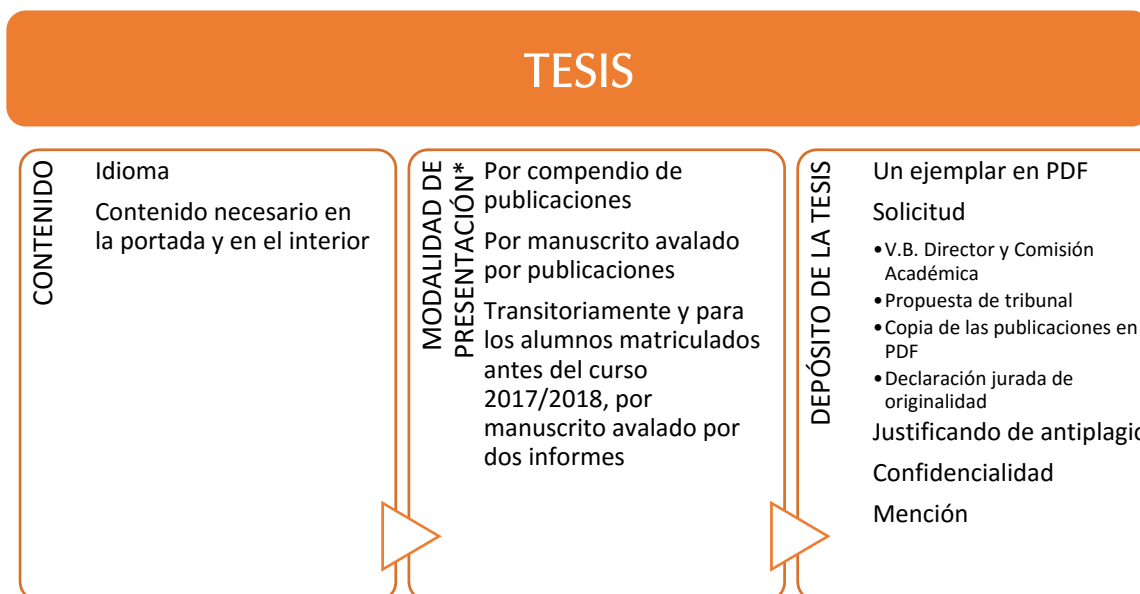 TESIS
CONTENIDO
Idioma
Contenido necesario en
la portada y en el interior
MODALIDAD DE
PRESENTACIÓN*
Por compendio de
publicaciones
Por manuscrito avalado
por publicaciones
Transitoriamente y para
los alumnos matriculados
antes del curso
2017/2018, por
manuscrito avalado por
dos informes
DEPÓSITO DE LA TESIS
Un ejemplar en PDF
Solicitud
•V.B. Director y Comisión
Académica
•Propuesta de tribunal
•Copia de las publicaciones en
PDF
•Declaración jurada de
originalidad
Justificando de antiplagio
Confidencialidad
Mención